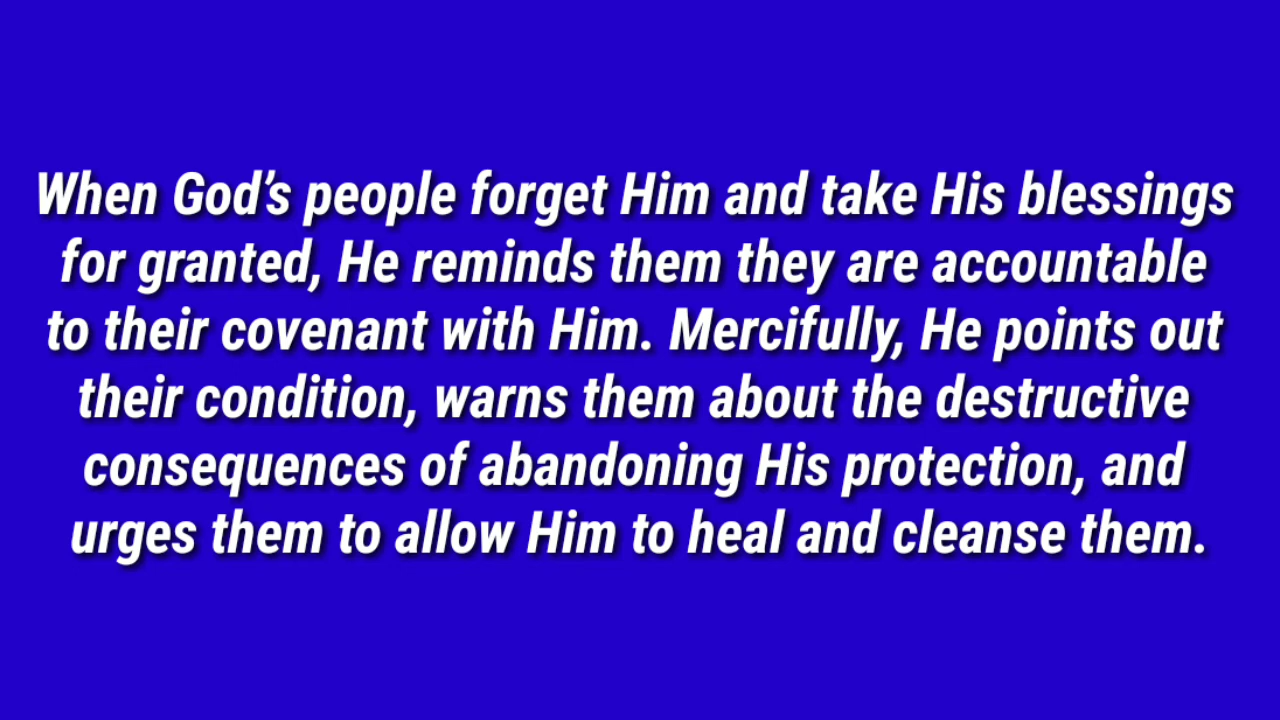 When God’s people forget Him and take His blessings
for granted, He reminds them they are accountable
to their covenant with Him. Mercifully, He points out
their condition, warns them about the destructive
consequences of abandoning His protection, and
urges them to allow Him to heal and cleanse them.